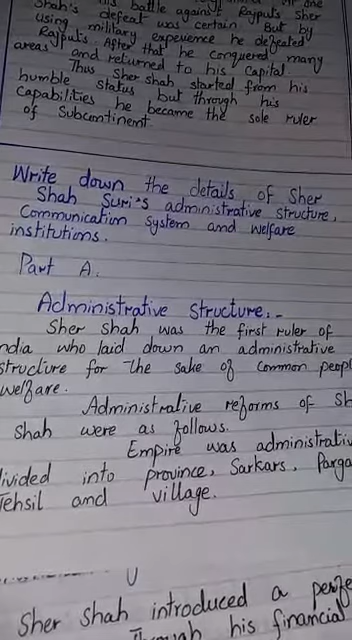 his battle against Rajputs Sher
Shah's defeat was certain. But by
using military experience he defeated
Rajputs. After that he conquered many
areas and returned to his capital.
Thus Sher shah started from his
humble status but through his
capabilities he became the sole ruler
of Subcontinent
Write down the details of Sher
Shah Suri's administrative structure,
Communication system and welfare
institutions.
Part A.
Administrative Structure:-
Sher Shah was the first ruler of
ndia who laid down an administrative
structure for the sake of common peopl
welfare.
Administrative reforms of Sh
Shah were as follows.
Empire was administrativ
divided into province, Sarkars, Parga
Tehsil and village.
Sher Shah introduced a perfe
his financial